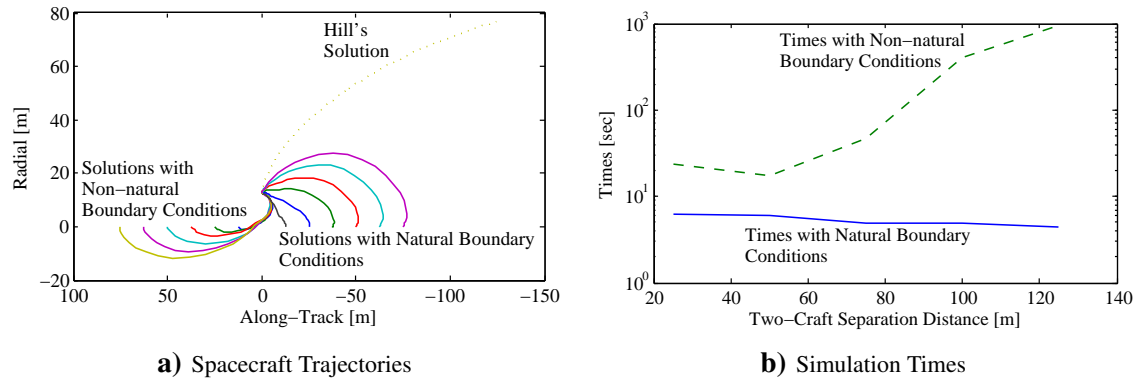 80
60
40
20
0
−20
100
50
0
−50
−100
−150
Radial [m]
Along−Track [m]
Hill's
Solution
Solutions with
Non−natural
Boundary Conditions
Solutions with Natural Boundary
Conditions
a) Spacecraft Trajectories
10^3
10^2
10^1
10^0
20
40
60
80
100
120
140
Times [sec]
Two−Craft Separation Distance [m]
Times with Non−natural
Boundary Conditions
Times with Natural Boundary
Conditions
b) Simulation Times